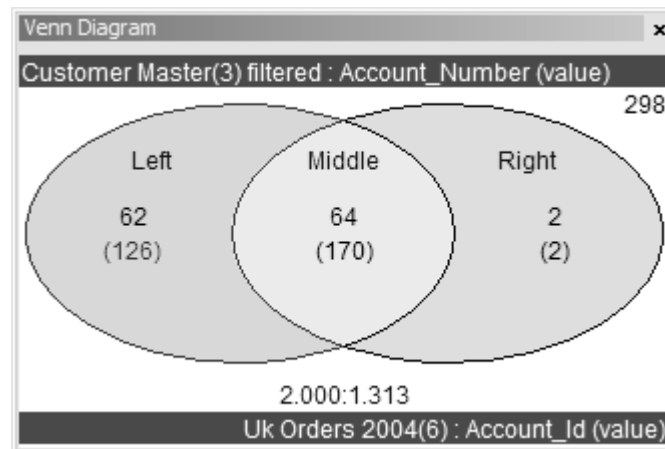 Venn Diagram x
Customer Master(3) filtered : Account_Number (value)
298
Left Middle Right
62 64 2
(126) (170) (2)
2.000:1.313
Uk Orders 2004(6) : Account_Id (value)